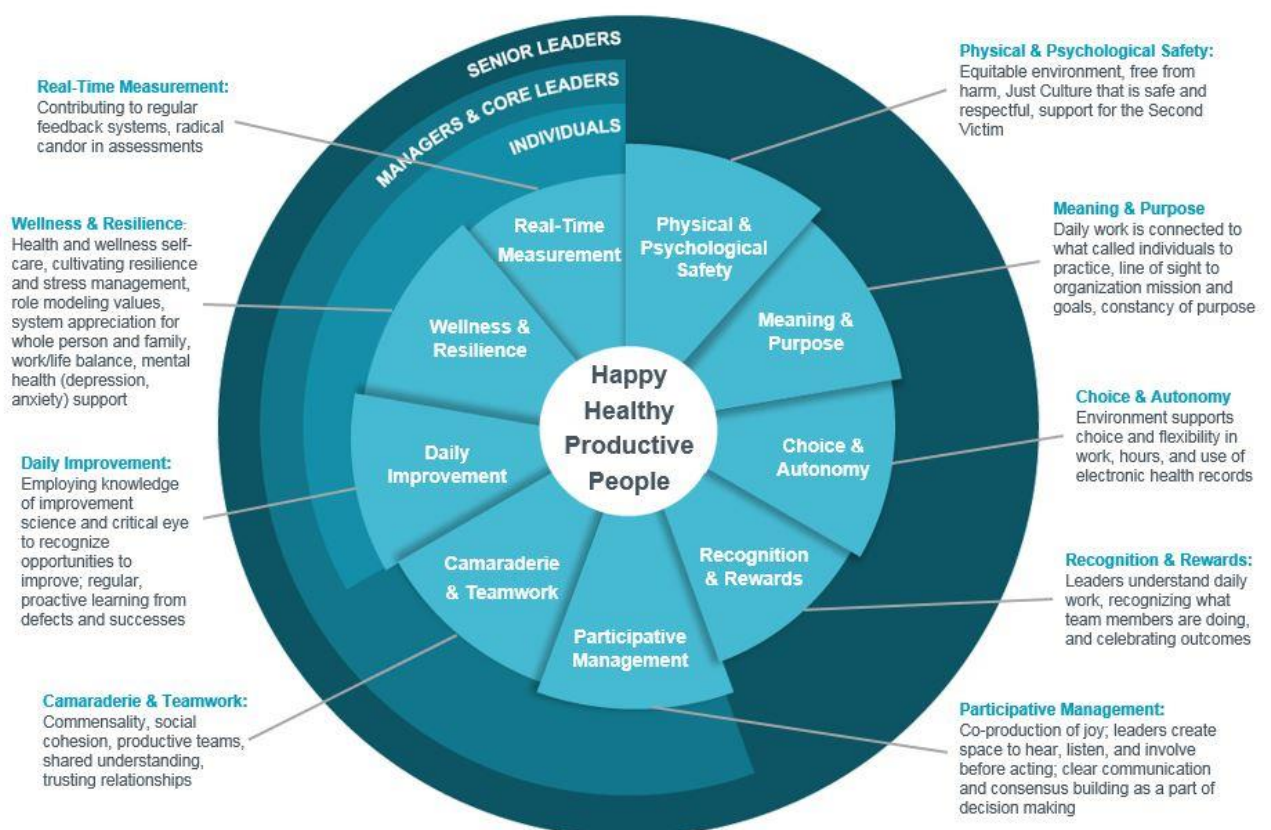 SENIOR LEADERS
MANAGERS & CORE LEADERS
INDIVIDUALS
Real-Time Measurement:
Contributing to regular
feedback systems, radical
candor in assessments
Wellness & Resilience:
Health and wellness self-
care, cultivating resilience
and stress management,
role modeling values,
system appreciation for
whole person and family,
work/life balance, mental
health (depression,
anxiety) support
Daily Improvement:
Employing knowledge
of improvement
science and critical eye
to recognize
opportunities to
improve; regular,
proactive learning from
defects and successes
Camaraderie & Teamwork:
Commensality, social
cohesion, productive teams,
shared understanding,
trusting relationships
Real-Time
Measurement
Physical &
Psychological
Safety
Wellness &
Resilience
Meaning &
Purpose
Happy
Healthy
Productive
People
Daily
Improvement
Choice &
Autonomy
Camaraderie
& Teamwork
Recognition
& Rewards
Participative
Management
Physical & Psychological Safety:
Equitable environment, free from
harm, Just Culture that is safe and
respectful, support for the Second
Victim
Meaning & Purpose
Daily work is connected to
what called individuals to
practice, line of sight to
organization mission and
goals, constancy of purpose
Choice & Autonomy
Environment supports
choice and flexibility in
work, hours, and use of
electronic health records
Recognition & Rewards:
Leaders understand daily
work, recognizing what
team members are doing,
and celebrating outcomes
Participative Management:
Co-production of joy; leaders create
space to hear, listen, and involve
before acting; clear communication
and consensus building as a part of
decision making